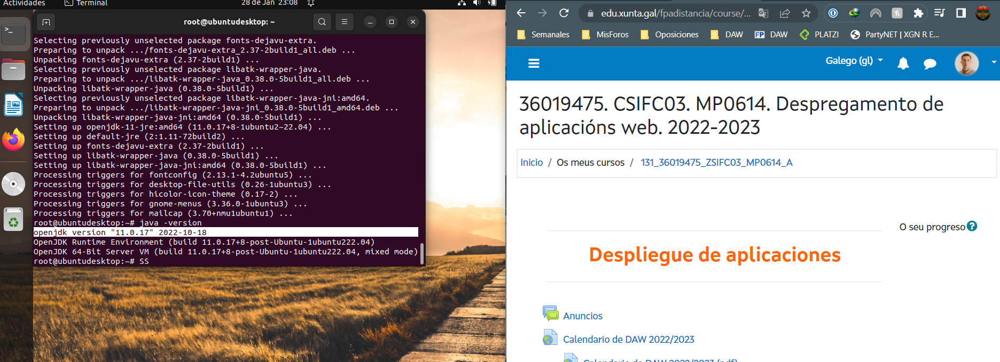 Actividades
Terminal
28 de Jan 23:08
root@ubuntudesktop: ~
Selecting previously unselected package fonts-dejavu-extra.
Preparing to unpack .../fonts-dejavu-extra_2.37-2build1_all.deb ...
Unpacking fonts-dejavu-extra (2.37-2build1) ...
Selecting previously unselected package libatk-wrapper-java.
Preparing to unpack .../libatk-wrapper-java_0.38.0-5build1_all.deb ...
Unpacking libatk-wrapper-java (0.38.0-5build1) ...
Selecting previously unselected package libatk-wrapper-java-jni:amd64.
Preparing to unpack .../libatk-wrapper-java-jni_0.38.0-5build1_amd64.deb ...
Unpacking libatk-wrapper-java-jni:amd64 (0.38.0-5build1) ...
Setting up openjdk-11-jre:amd64 (11.0.17+8-1ubuntu2~22.04) ...
Setting up default-jre (2:1.11-72build2) ...
Setting up fonts-dejavu-extra (2.37-2build1) ...
Setting up libatk-wrapper-java (0.38.0-5build1) ...
Setting up libatk-wrapper-java-jni:amd64 (0.38.0-5build1) ...
Processing triggers for fontconfig (2.13.1-4.2ubuntu5) ...
Processing triggers for desktop-file-utils (0.26-1ubuntu3) ...
Processing triggers for hicolor-icon-theme (0.17-2) ...
Processing triggers for gnome-menus (3.36.0-1ubuntu3) ...
Processing triggers for mailcap (3.70+nmu1ubuntu1) ...
root@ubuntudesktop:~# java -version
openjdk version "11.0.17" 2022-10-18
OpenJDK Runtime Environment (build 11.0.17+8-post-Ubuntu-1ubuntu222.04)
OpenJDK 64-Bit Server VM (build 11.0.17+8-post-Ubuntu-1ubuntu222.04, mixed mode)
root@ubuntudesktop:~# SS
edu.xunta.gal/fpadistancia/course/...
Semanales
MisForos
Oposiciones
DAW
FP DAW
PLATZI
PartyNET | XGN R E...
Galego (gl)
36019475. CSIFC03. MP0614. Despregamento de
aplicacións web. 2022-2023
Inicio / Os meus cursos / 131_36019475_ZSIFC03_MP0614_A
O seu progreso
Despliegue de aplicaciones
Anuncios
Calendario de DAW 2022/2023
Calendario de DAW 2022/2023 (pdf)